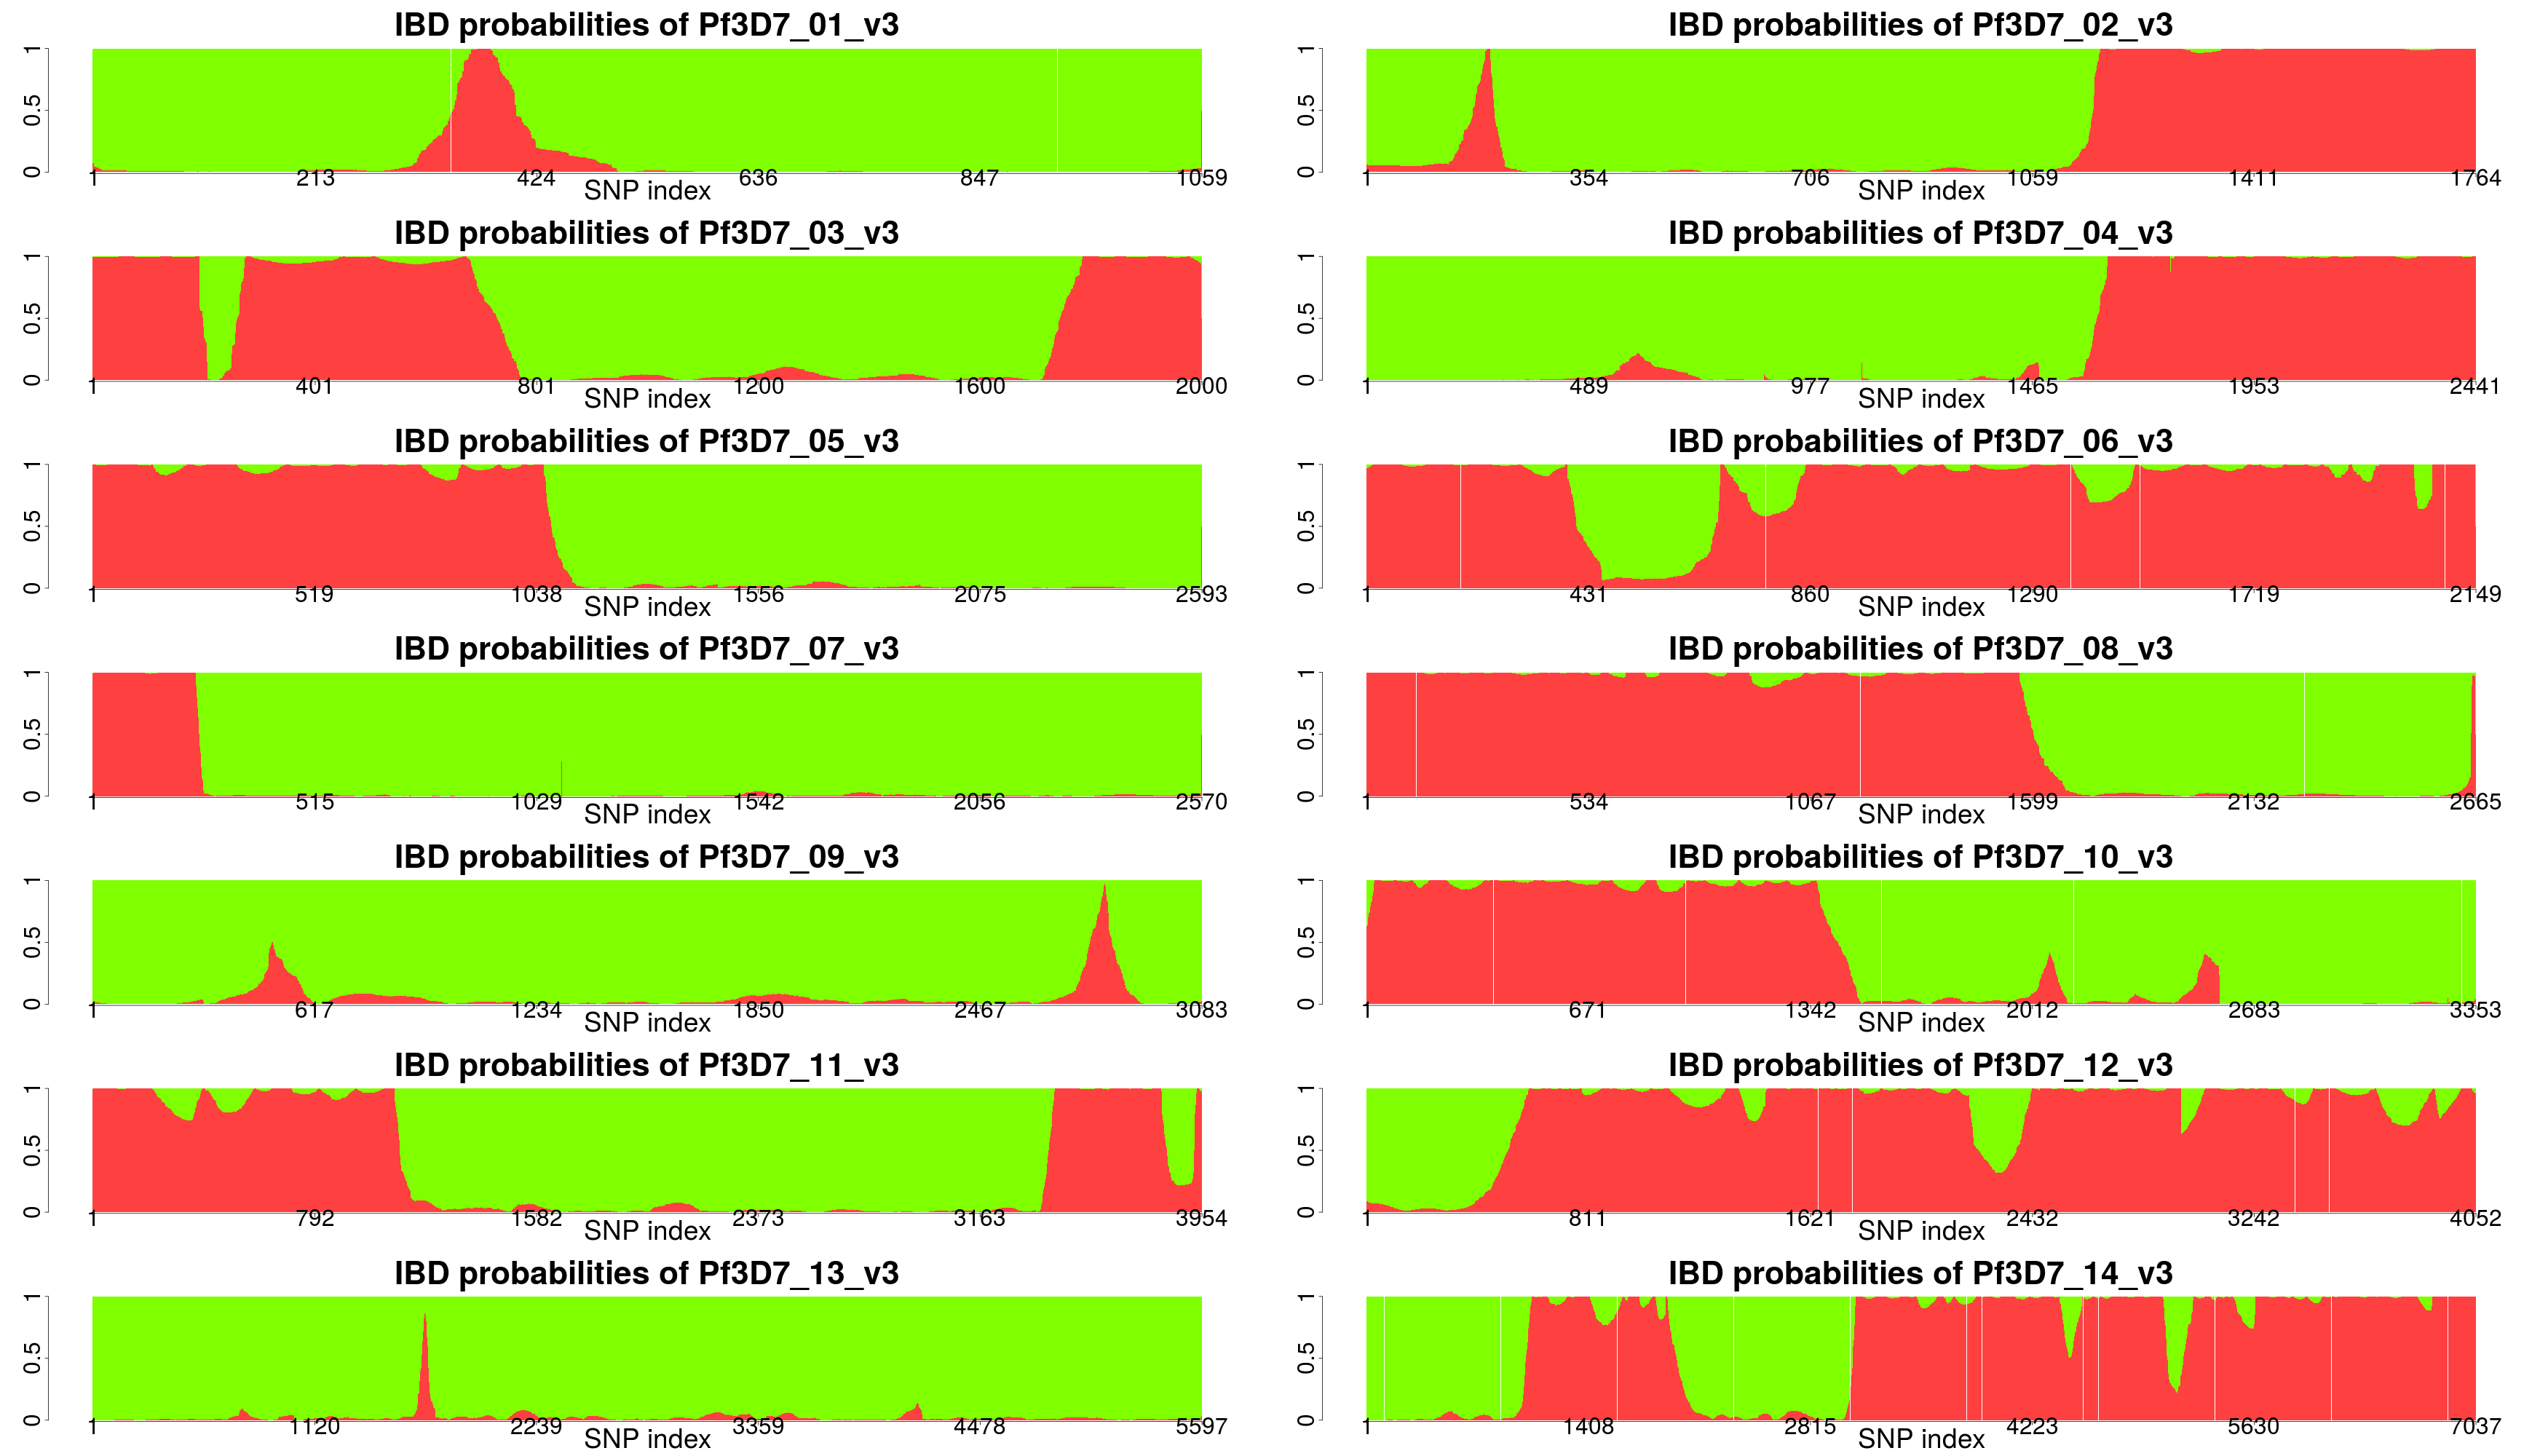 IBD probabilities of Pf3D7_01_v3
0 0.5 1
1 213 424 636 847 1059
SNP index
IBD probabilities of Pf3D7_02_v3
0 0.5 1
1 354 706 1059 1411 1764
SNP index
IBD probabilities of Pf3D7_03_v3
0 0.5 1
1 401 801 1200 1600 2000
SNP index
IBD probabilities of Pf3D7_04_v3
0 0.5 1
1 489 977 1465 1953 2441
SNP index
IBD probabilities of Pf3D7_05_v3
0 0.5 1
1 519 1038 1556 2075 2593
SNP index
IBD probabilities of Pf3D7_06_v3
0 0.5 1
1 431 860 1290 1719 2149
SNP index
IBD probabilities of Pf3D7_07_v3
0 0.5 1
1 515 1029 1542 2056 2570
SNP index
IBD probabilities of Pf3D7_08_v3
0 0.5 1
1 534 1067 1599 2132 2665
SNP index
IBD probabilities of Pf3D7_09_v3
0 0.5 1
1 617 1234 1850 2467 3083
SNP index
IBD probabilities of Pf3D7_10_v3
0 0.5 1
1 671 1342 2012 2683 3353
SNP index
IBD probabilities of Pf3D7_11_v3
0 0.5 1
1 792 1582 2373 3163 3954
SNP index
IBD probabilities of Pf3D7_12_v3
0 0.5 1
1 811 1621 2432 3242 4052
SNP index
IBD probabilities of Pf3D7_13_v3
0 0.5 1
1 1120 2239 3359 4478 5597
SNP index
IBD probabilities of Pf3D7_14_v3
0 0.5 1
1 1408 2815 4223 5630 7037
SNP index